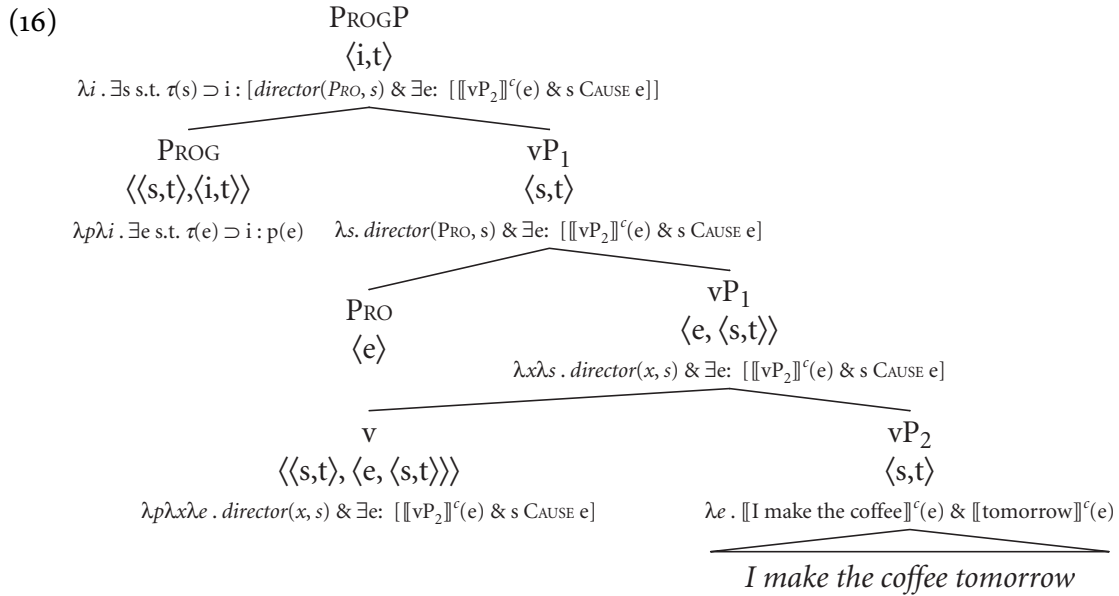 (16)
PROGP
⟨i,t⟩
λi . ∃s s.t. τ(s) ⊃ i : [director(PRO, s) & ∃e: [⟦vP₂⟧ᶜ(e) & s CAUSE e]]
PROG vP₁
⟨⟨s,t⟩,⟨i,t⟩⟩ ⟨s,t⟩
λpλi . ∃e s.t. τ(e) ⊃ i : p(e) λs. director(PRO, s) & ∃e: [⟦vP₂⟧ᶜ(e) & s CAUSE e]
PRO vP₁
⟨e⟩ ⟨e, ⟨s,t⟩⟩
λxλs . director(x, s) & ∃e: [⟦vP₂⟧ᶜ(e) & s CAUSE e]
v vP₂
⟨⟨s,t⟩, ⟨e, ⟨s,t⟩⟩⟩ ⟨s,t⟩
λpλxλe . director(x, s) & ∃e: [⟦vP₂⟧ᶜ(e) & s CAUSE e] λe . ⟦I make the coffee⟧ᶜ(e) & ⟦tomorrow⟧ᶜ(e)
I make the coffee tomorrow